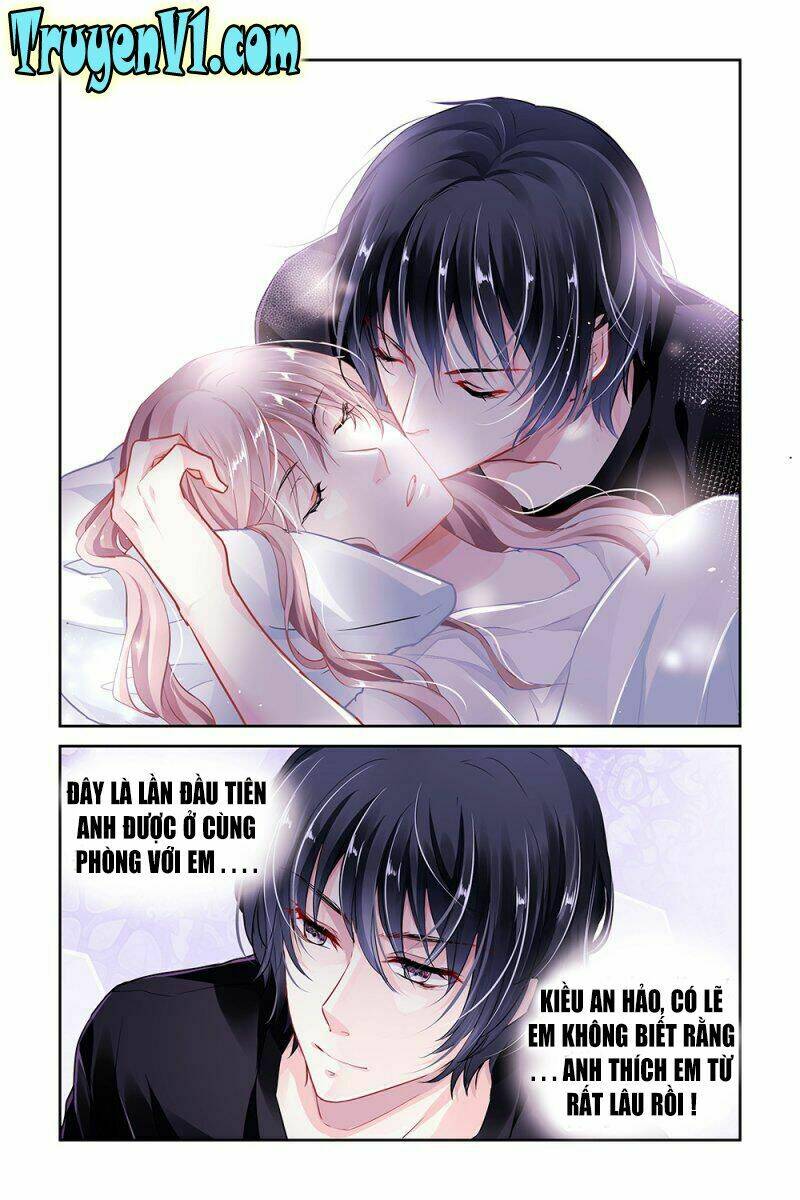 TruyenV1.com
ĐÂY LÀ LẦN ĐẦU TIÊN
ANH ĐƯỢC Ở CÙNG
PHÒNG VỚI EM . . . .
KIỀU AN HẢO, CÓ LẼ
EM KHÔNG BIẾT RẰNG
. . . ANH THÍCH EM TỪ
RẤT LÂU RỒI !